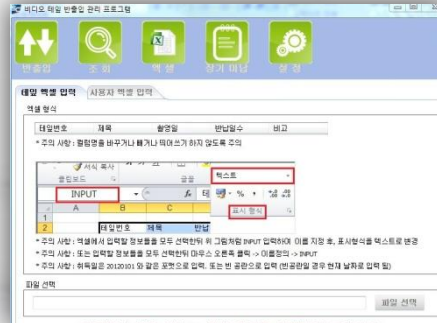 비디오 테잎 반출입 관리 프로그램
반출입 조 회 엑 셀 장기 미납 설 정
테잎 엑셀 입력 사용자 엑셀 입력
엑셀 형식
테잎번호 제목 촬영일 반납일수 비고
* 주의 사항 : 컬럼명을 바꾸거나 빼거나 띄어쓰기 하지 않도록 주의
서식 복사 가
클립보드 글꼴 텍스트
INPUT fx 테 % ,
표시 형식
A B C
1
2 테잎번호 제목 반납
* 주의 사항 : 엑셀에서 입력할 정보들을 모두 선택한뒤 위 그림처럼 INPUT 입력하여 이름 지정 후, 표시형식를 텍스트로 변경
* 주의 사항 : 또는 입력할 정보들을 모두 선택한뒤 마우스 오른쪽 클릭 -> 이름정의 -> INPUT
* 주의 사항 : 취득일은 20120101 와 같은 포맷으로 입력, 또는 빈 공란으로 입력 (빈공란일 경우 현재 날짜로 입력 됨)
파일 선택
파일 선택